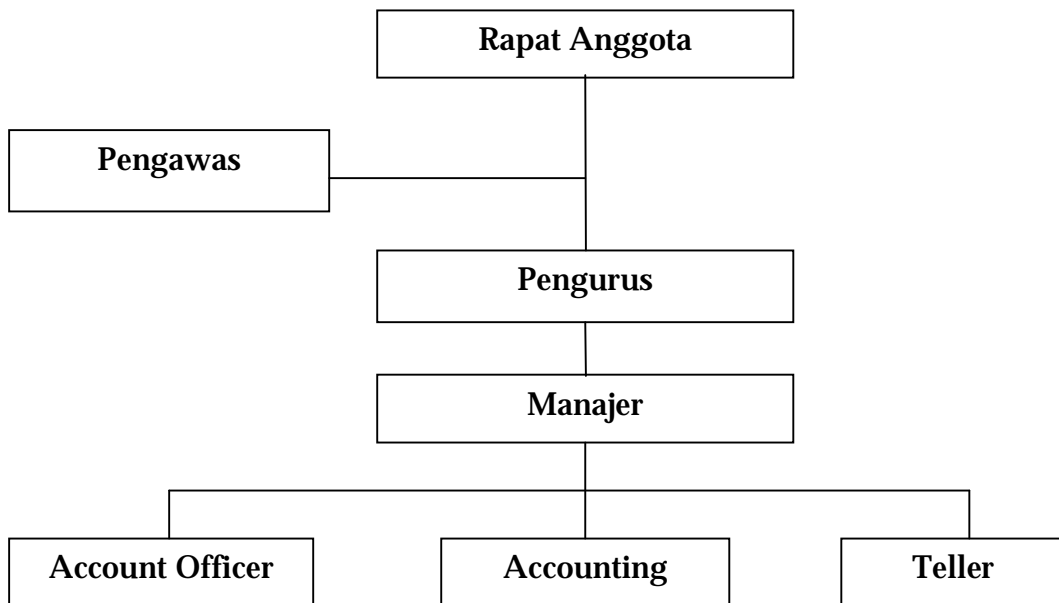 Rapat Anggota
Pengawas
Pengurus
Manajer
Account Officer
Accounting
Teller